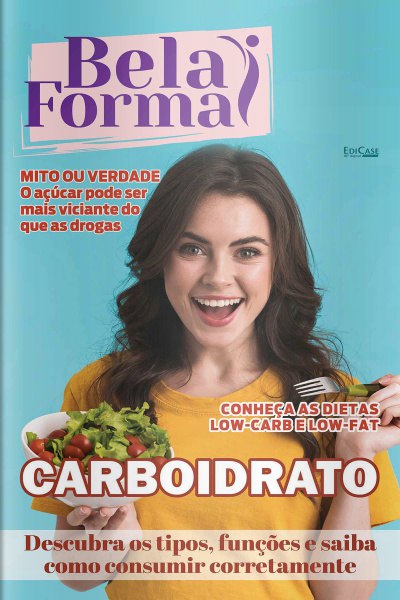 Bela
Forma
EDICASE
MITO OU VERDADE
O açúcar pode ser
mais viciante do
que as drogas
CONHEÇA AS DIETAS
LOW-CARB E LOW-FAT
CARBOIDRATO
Descubra os tipos, funções e saiba
como consumir corretamente